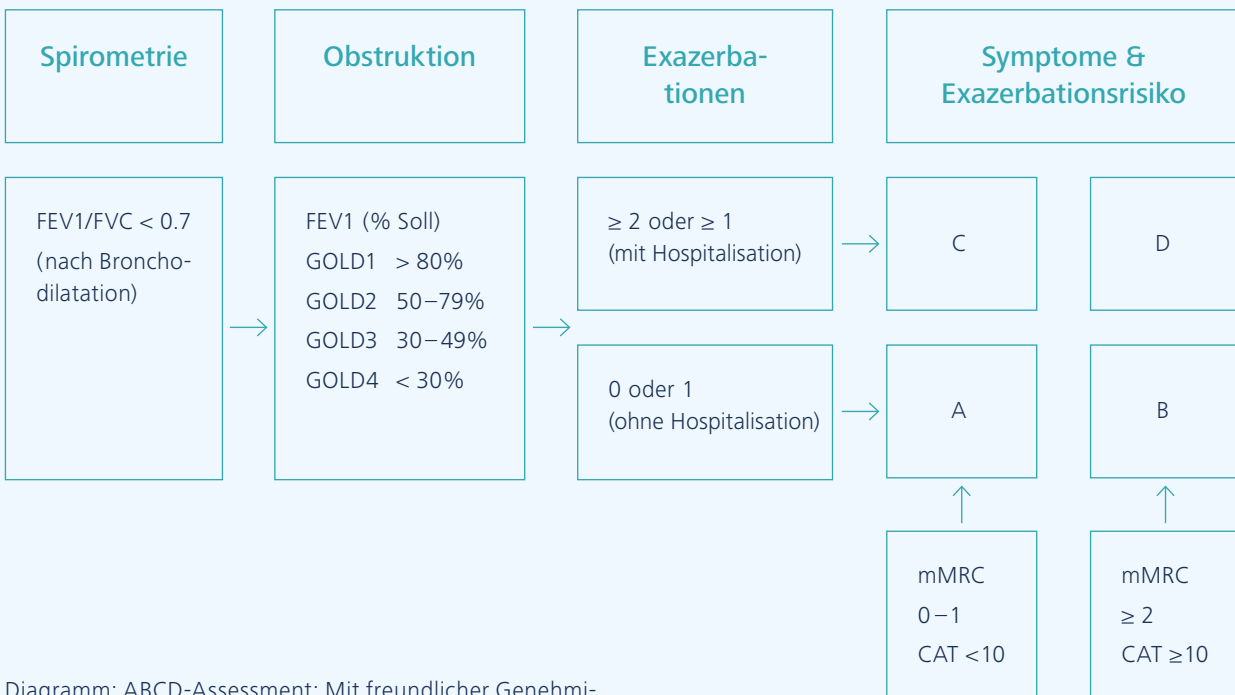 Spirometrie
Obstruktion
Exazerba-
tionen
Symptome &
Exazerbationsrisiko
FEV1/FVC < 0.7
(nach Broncho-
dilatation)
FEV1 (% Soll)
GOLD1 > 80%
GOLD2 50–79%
GOLD3 30–49%
GOLD4 < 30%
≥ 2 oder ≥ 1
(mit Hospitalisation)
C
D
0 oder 1
(ohne Hospitalisation)
A
B
mMRC
0–1
CAT <10
mMRC
≥ 2
CAT ≥10
Diagramm: ABCD-Assessment: Mit freundlicher Genehmi-